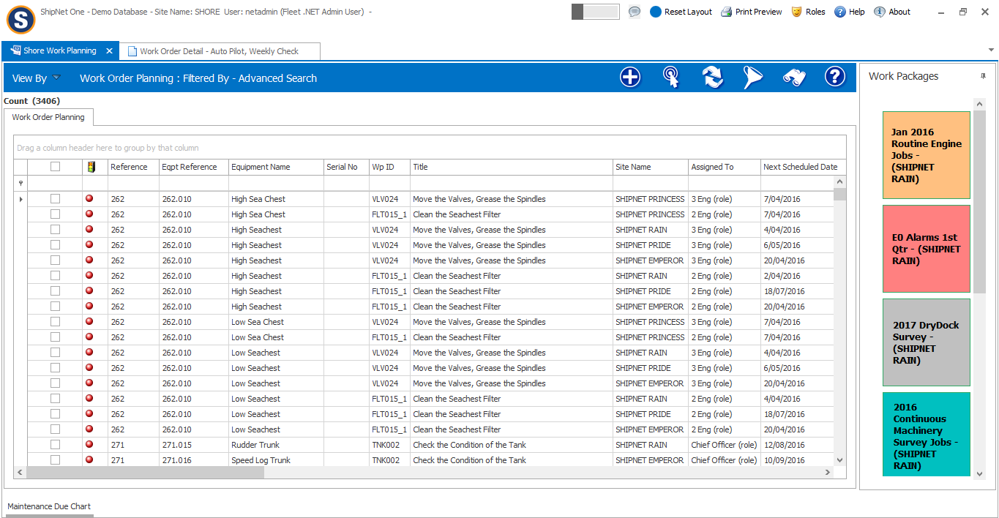 S
ShipNet One - Demo Database - Site Name: SHORE User: netadmin (Fleet .NET Admin User) -
Reset Layout Print Preview Roles ? Help i About
Shore Work Planning Work Order Detail - Auto Pilot, Weekly Check
View By Work Order Planning : Filtered By - Advanced Search ?
Work Packages
Count (3406)
Work Order Planning
Drag a column header here to group by that column
Reference Eqpt Reference Equipment Name Serial No Wp ID Title Site Name Assigned To Next Scheduled Date
262 262.010 High Sea Chest VLV024 Move the Valves, Grease the Spindles SHIPNET PRINCESS 3 Eng (role) 7/04/2016
262 262.010 High Sea Chest FLT015_1 Clean the Seachest Filter SHIPNET PRINCESS 2 Eng (role) 7/04/2016
262 262.010 High Seachest VLV024 Move the Valves, Grease the Spindles SHIPNET RAIN 3 Eng (role) 4/04/2016
262 262.010 High Seachest VLV024 Move the Valves, Grease the Spindles SHIPNET PRIDE 3 Eng (role) 6/05/2016
262 262.010 High Seachest VLV024 Move the Valves, Grease the Spindles SHIPNET EMPEROR 3 Eng (role) 20/04/2016
262 262.010 High Seachest FLT015_1 Clean the Seachest Filter SHIPNET RAIN 2 Eng (role) 2/04/2016
262 262.010 High Seachest FLT015_1 Clean the Seachest Filter SHIPNET PRIDE 2 Eng (role) 18/07/2016
262 262.010 High Seachest FLT015_1 Clean the Seachest Filter SHIPNET EMPEROR 2 Eng (role) 20/04/2016
262 262.010 Low Sea Chest VLV024 Move the Valves, Grease the Spindles SHIPNET PRINCESS 3 Eng (role) 7/04/2016
262 262.010 Low Sea Chest FLT015_1 Clean the Seachest Filter SHIPNET PRINCESS 2 Eng (role) 7/04/2016
262 262.010 Low Seachest VLV024 Move the Valves, Grease the Spindles SHIPNET RAIN 3 Eng (role) 4/04/2016
262 262.010 Low Seachest VLV024 Move the Valves, Grease the Spindles SHIPNET PRIDE 3 Eng (role) 6/05/2016
262 262.010 Low Seachest VLV024 Move the Valves, Grease the Spindles SHIPNET EMPEROR 3 Eng (role) 20/04/2016
262 262.010 Low Seachest FLT015_1 Clean the Seachest Filter SHIPNET RAIN 2 Eng (role) 4/04/2016
262 262.010 Low Seachest FLT015_1 Clean the Seachest Filter SHIPNET PRIDE 2 Eng (role) 18/07/2016
262 262.010 Low Seachest FLT015_1 Clean the Seachest Filter SHIPNET EMPEROR 2 Eng (role) 20/04/2016
271 271.015 Rudder Trunk TNK002 Check the Condition of the Tank SHIPNET RAIN Chief Officer (role) 12/08/2016
271 271.016 Speed Log Trunk TNK002 Check the Condition of the Tank SHIPNET EMPEROR Chief Officer (role) 10/09/2016
Jan 2016
Routine Engine
Jobs -
(SHIPNET
RAIN)
E0 Alarms 1st
Qtr - (SHIPNET
RAIN)
2017 DryDock
Survey -
(SHIPNET
RAIN)
2016
Continuous
Machinery
Survey Jobs -
(SHIPNET
RAIN)
Maintenance Due Chart